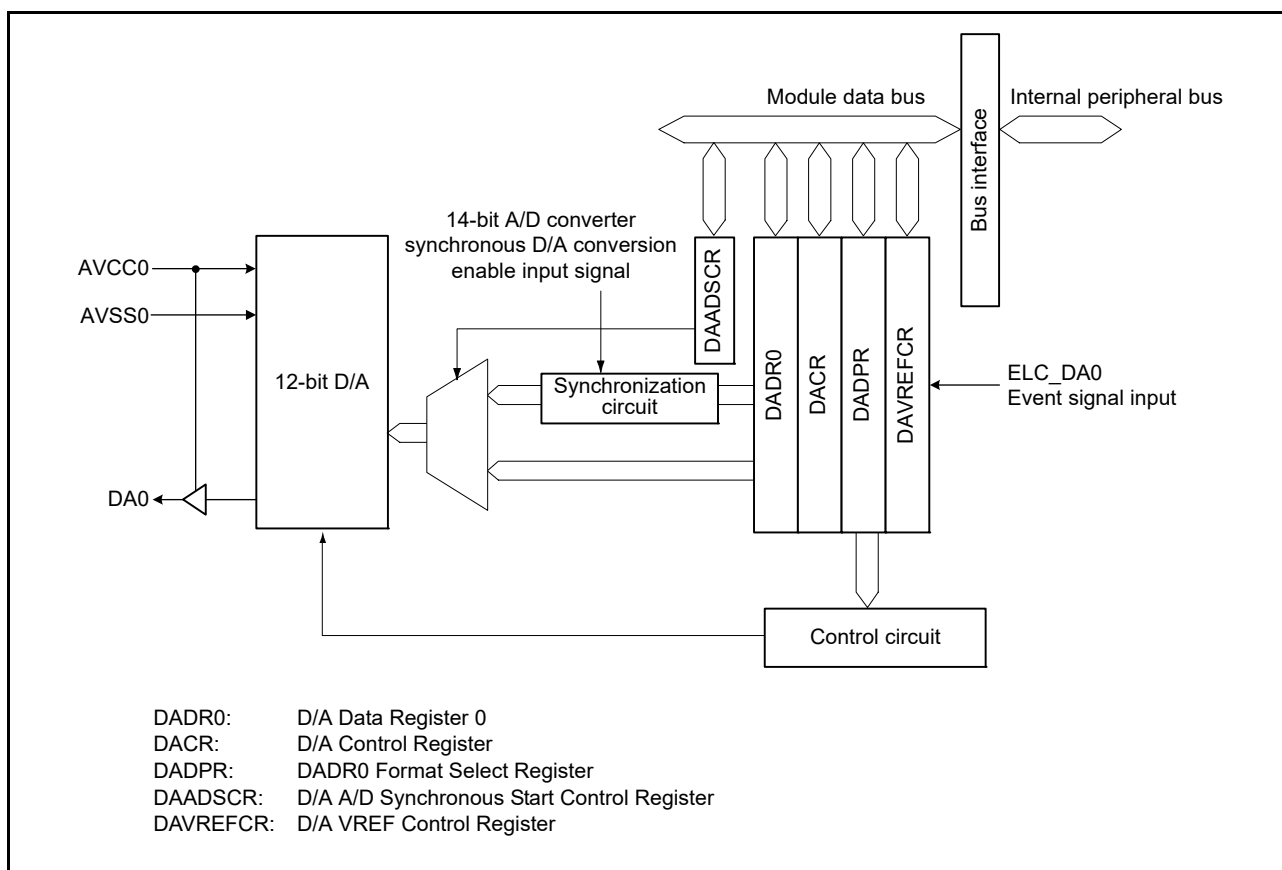 Module data bus
Internal peripheral bus
Bus interface
14-bit A/D converter
synchronous D/A conversion
enable input signal
AVCC0
AVSS0
12-bit D/A
DAADSCR
DADR0
DACR
DADPR
DAVREFCR
Synchronization
circuit
ELC_DA0
Event signal input
DA0
Control circuit
DADR0: D/A Data Register 0
DACR: D/A Control Register
DADPR: DADR0 Format Select Register
DAADSCR: D/A A/D Synchronous Start Control Register
DAVREFCR: D/A VREF Control Register